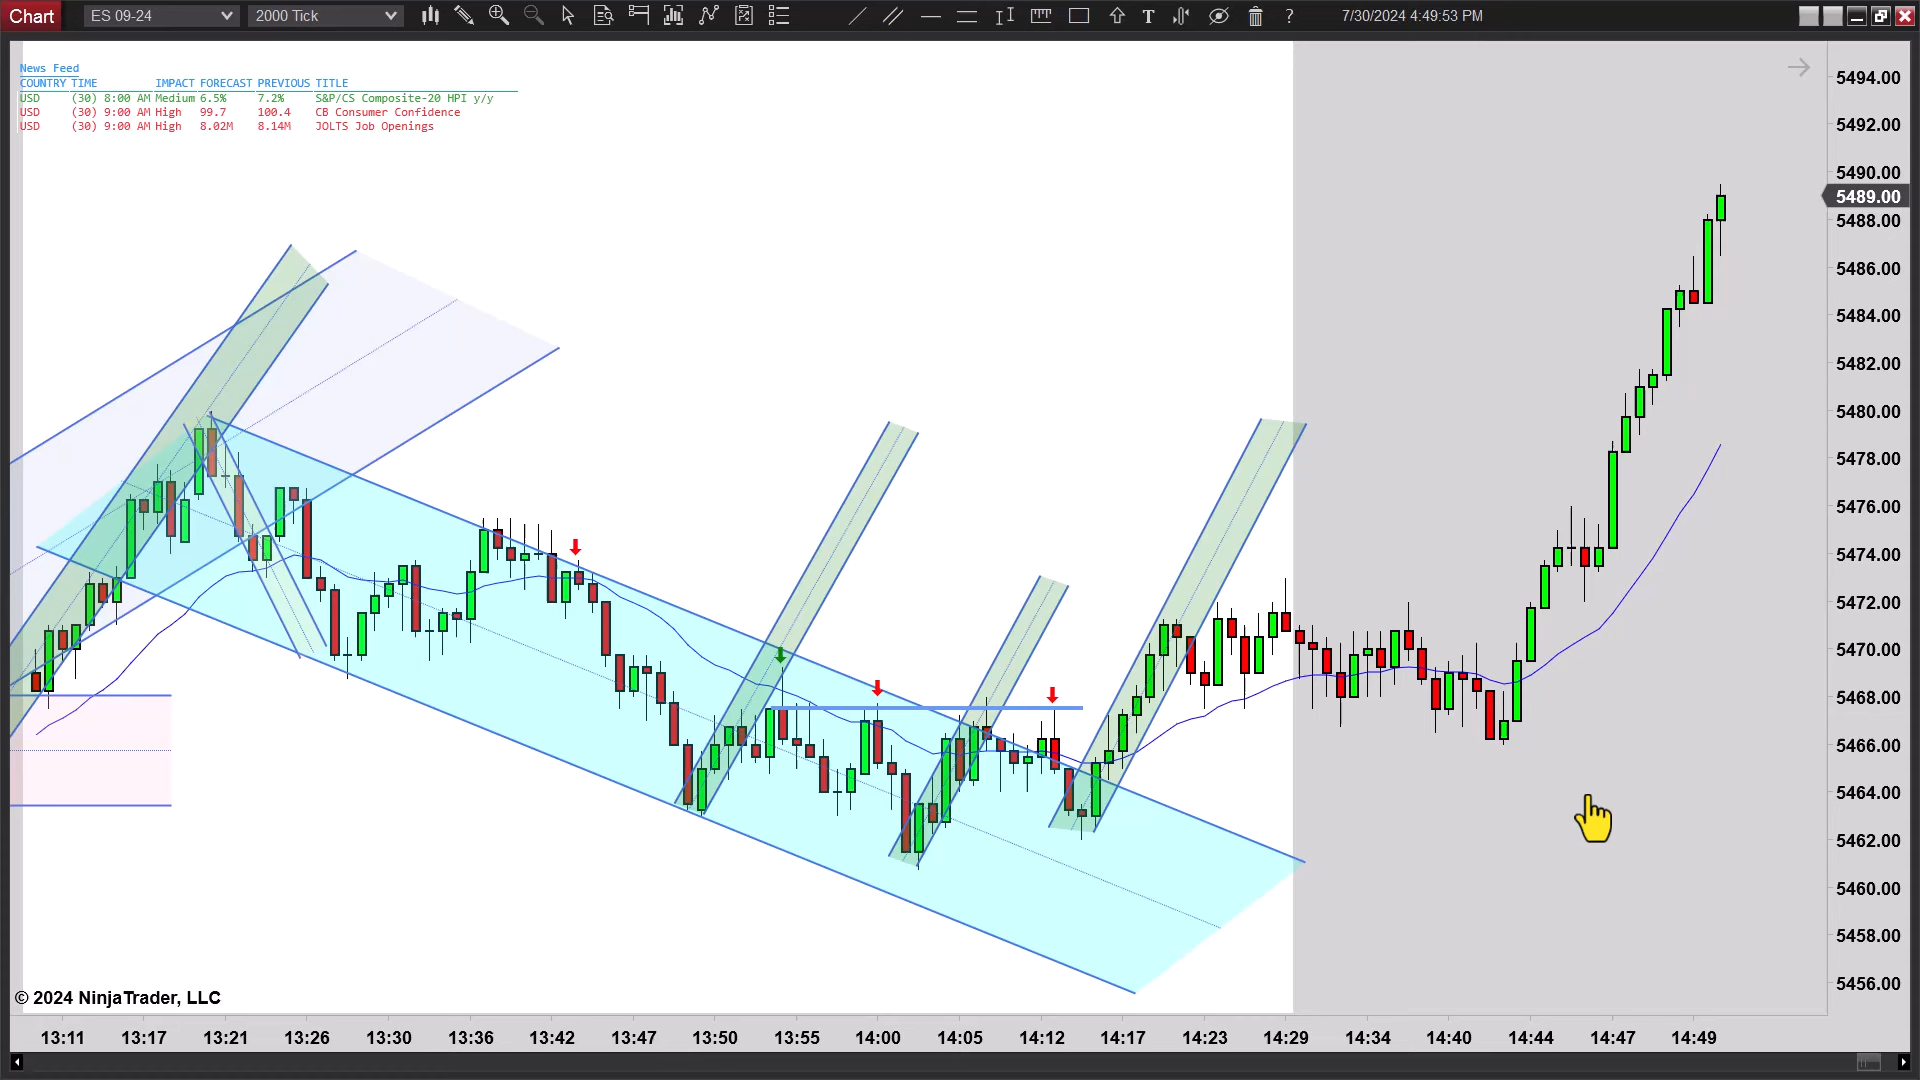 Chart ES 09-24 2000 Tick T ? 7/30/2024 4:49:53 PM
News Feed
COUNTRY TIME IMPACT FORECAST PREVIOUS TITLE
USD (30) 8:00 AM Medium 6.5% 7.2% S&P/CS Composite-20 HPI y/y
USD (30) 9:00 AM High 99.7 100.4 CB Consumer Confidence
USD (30) 9:00 AM High 8.02M 8.14M JOLTS Job Openings
5494.00
5492.00
5490.00
5489.00
5488.00
5486.00
5484.00
5482.00
5480.00
5478.00
5476.00
5474.00
5472.00
5470.00
5468.00
5466.00
5464.00
5462.00
5460.00
5458.00
5456.00
© 2024 NinjaTrader, LLC
13:11 13:17 13:21 13:26 13:30 13:36 13:42 13:47 13:50 13:55 14:00 14:05 14:12 14:17 14:23 14:29 14:34 14:40 14:44 14:47 14:49